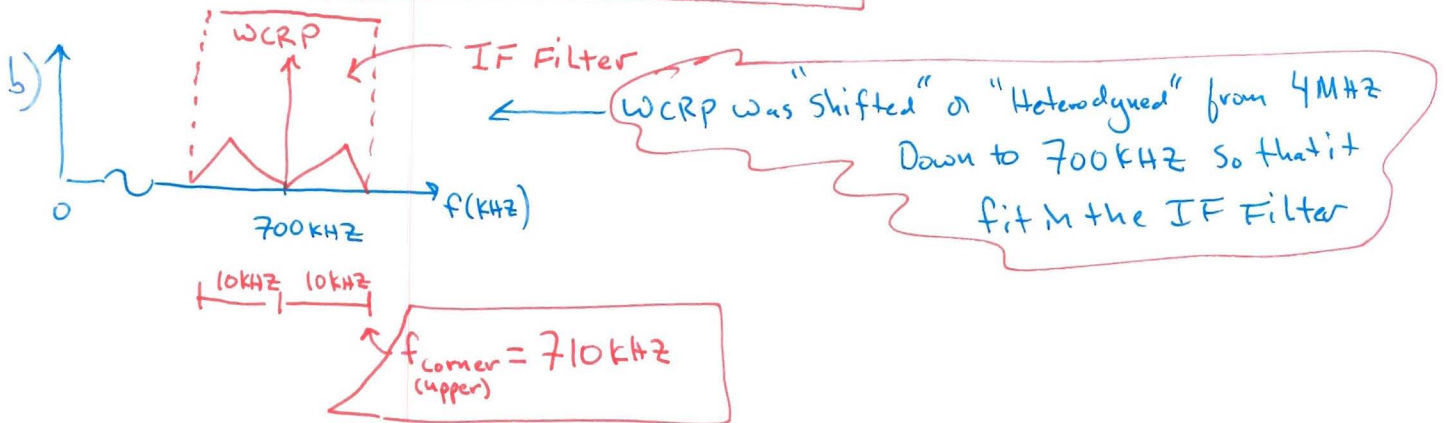 b)
WCRP
IF Filter
WCRP was "Shifted" or "Heterodyned" from 4MHZ
Down to 700KHZ so that it
fit in the IF Filter
0
700KHZ
f(KHZ)
10KHZ 10KHZ
fcorner = 710KHZ
(upper)